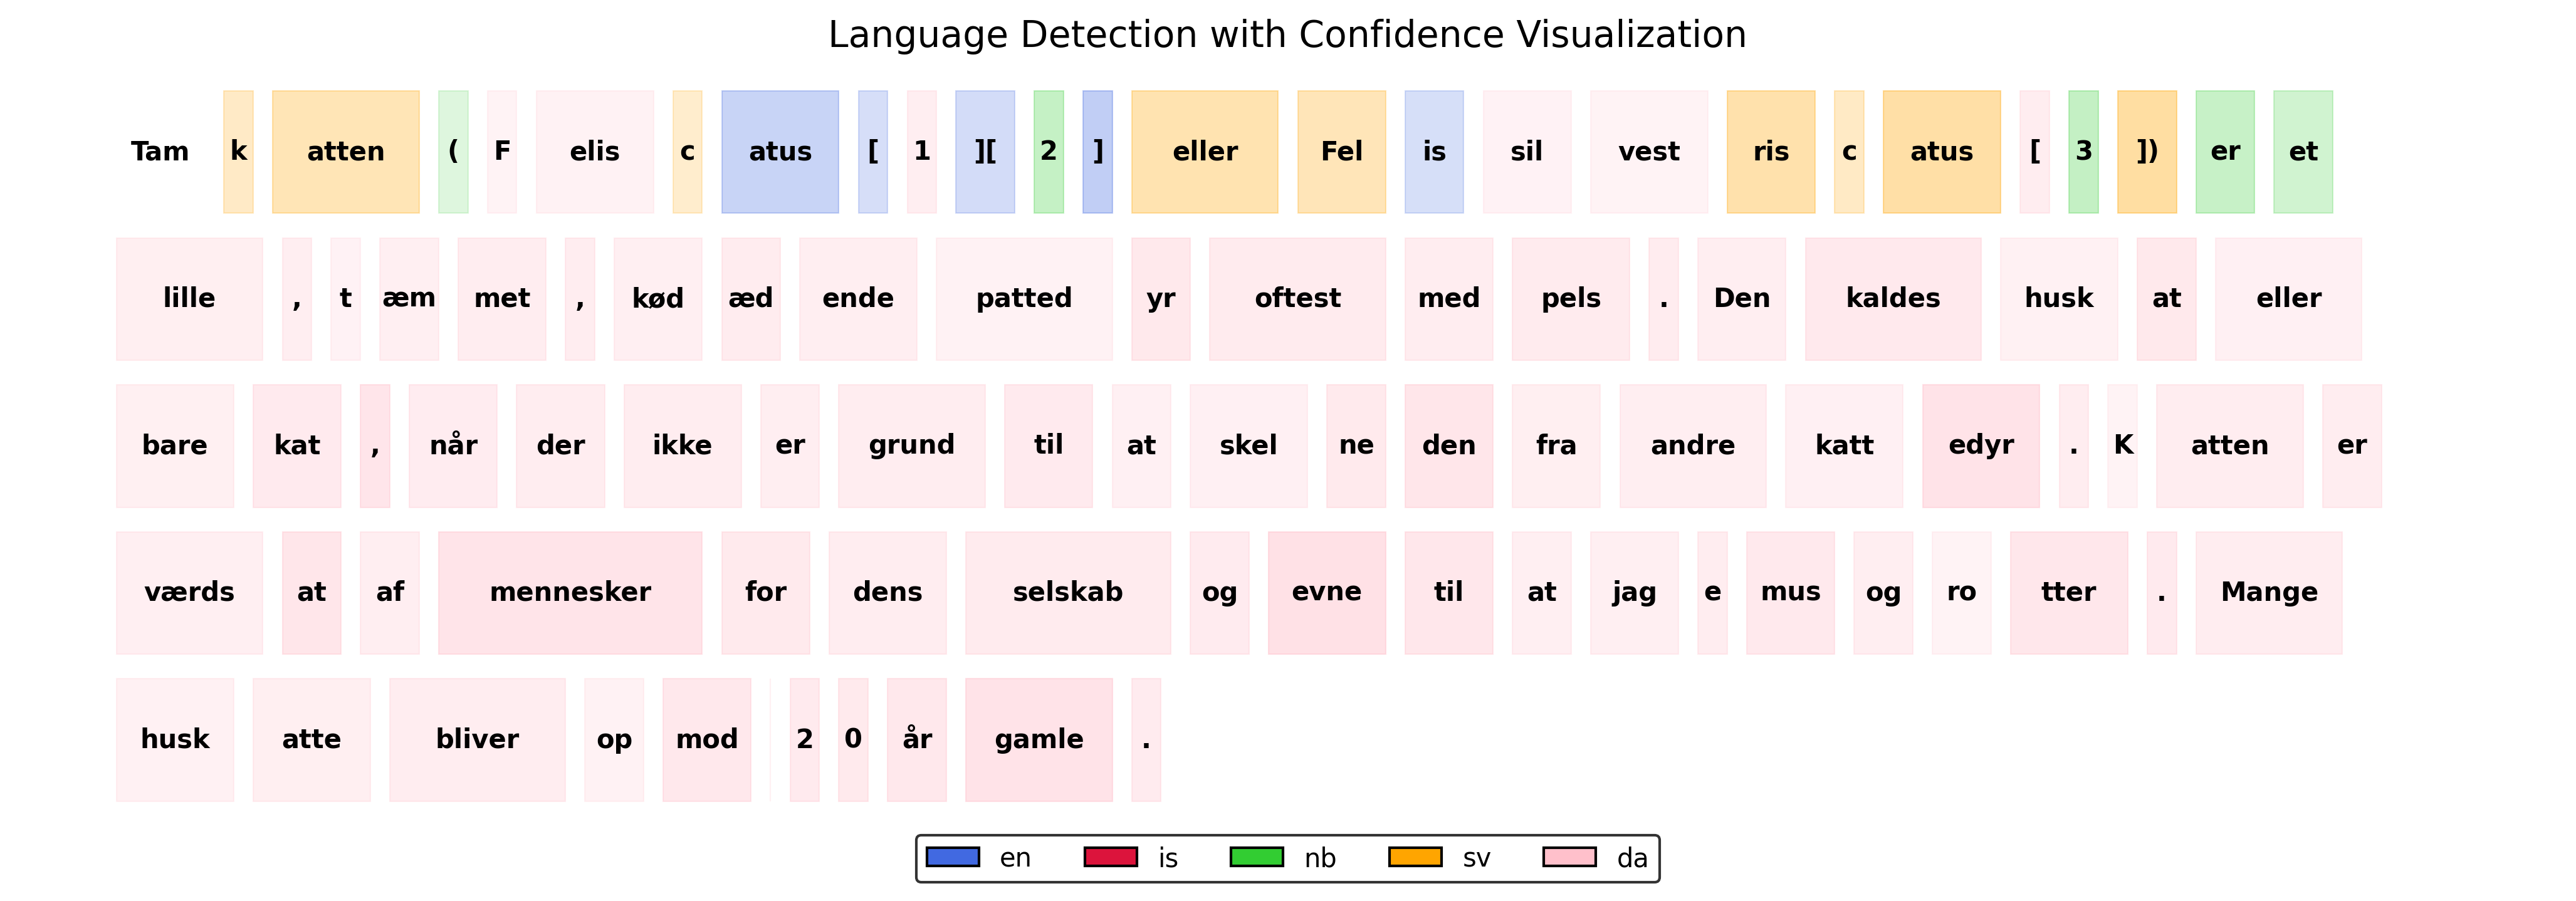 Language Detection with Confidence Visualization
Tam k atten ( F elis c atus [ 1 ][ 2 ] eller Fel is sil vest ris c atus [ 3 ]) er et
lille , t æm met , kød æd ende patted yr oftest med pels . Den kaldes husk at eller
bare kat , når der ikke er grund til at skel ne den fra andre katt edyr . K atten er
værds at af mennesker for dens selskab og evne til at jag e mus og ro tter . Mange
husk atte bliver op mod 2 0 år gamle .
en is nb sv da